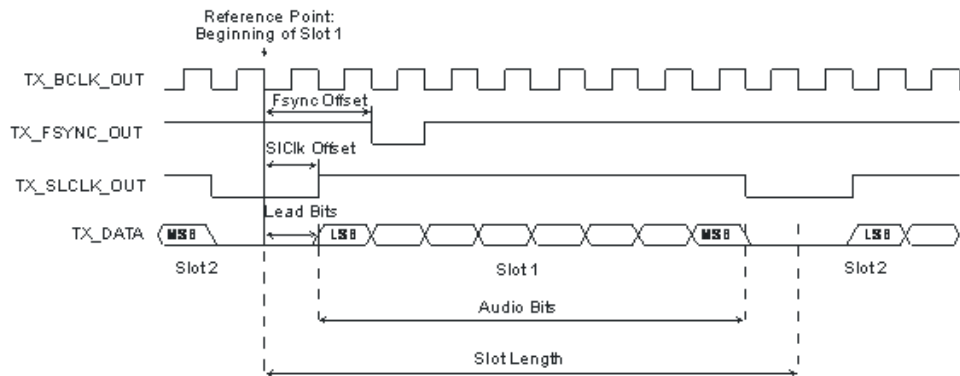 Reference Point:
Beginning of Slot 1
TX_BCLK_OUT
Fsync Offset
TX_FSYNC_OUT
SlClk Offset
TX_SLCLK_OUT
Lead Bits
TX_DATA
MSB
LSB
MSB
LSB
Slot 2
Slot 1
Slot 2
Audio Bits
Slot Length